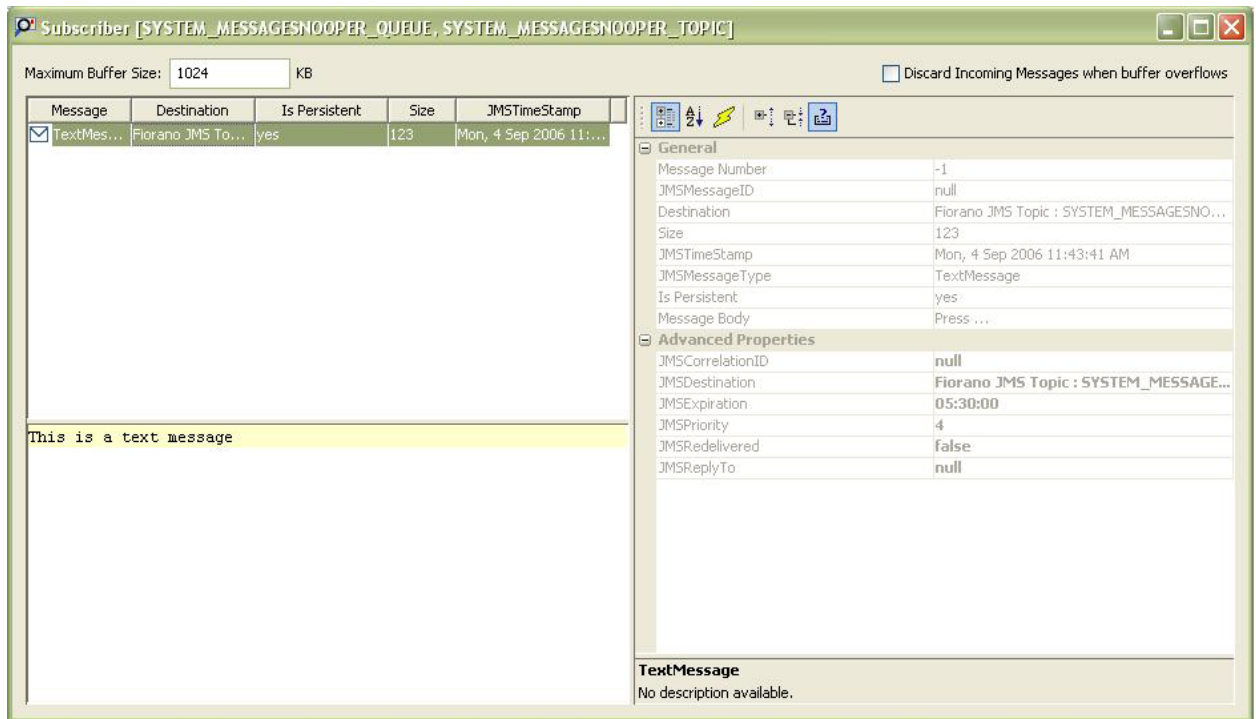 Subscriber [SYSTEM_MESSAGESNOOPER_QUEUE, SYSTEM_MESSAGESNOOPER_TOPIC]
Maximum Buffer Size: 1024 KB Discard Incoming Messages when buffer overflows
Message Destination Is Persistent Size JMSTimeStamp
TextMes... Fiorano JMS To... yes 123 Mon, 4 Sep 2006 11:...
This is a text message
General
Message Number -1
JMSMessageID null
Destination Fiorano JMS Topic : SYSTEM_MESSAGESNO...
Size 123
JMSTimeStamp Mon, 4 Sep 2006 11:43:41 AM
JMSMessageType TextMessage
Is Persistent yes
Message Body Press ...
Advanced Properties
JMSCorrelationID null
JMSDestination Fiorano JMS Topic : SYSTEM_MESSAGE...
JMSExpiration 05:30:00
JMSPriority 4
JMSRedelivered false
JMSReplyTo null
TextMessage
No description available.